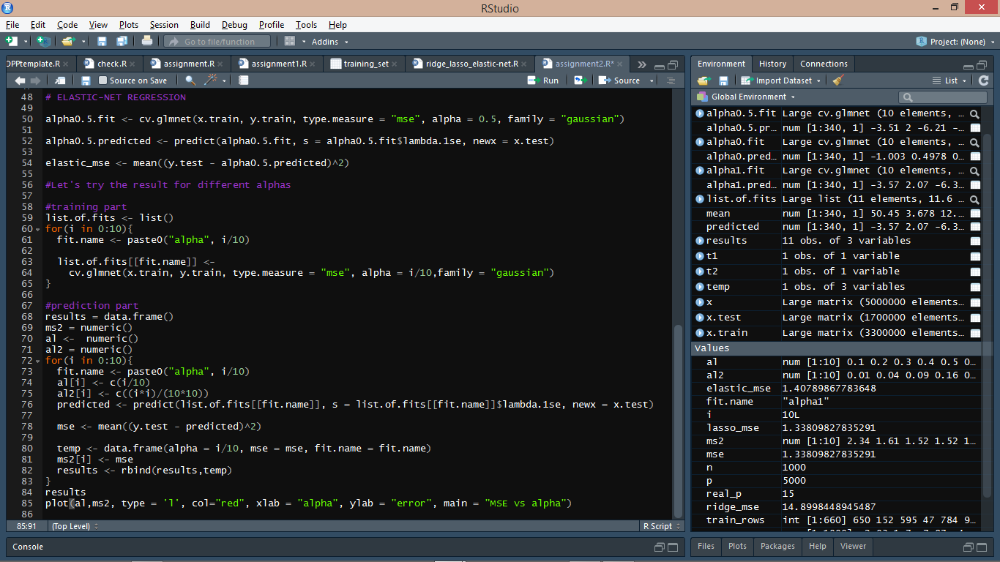 RStudio
File Edit Code View Plots Session Build Debug Profile Tools Help
Go to file/function Addins Project: (None)
OPPtemplate.R check.R assignment.R assignment1.R training_set ridge_lasso_elastic-net.R assignment2.R*
Source on Save Run Source
48 # ELASTIC-NET REGRESSION
49
50 alpha0.5.fit <- cv.glmnet(x.train, y.train, type.measure = "mse", alpha = 0.5, family = "gaussian")
51
52 alpha0.5.predicted <- predict(alpha0.5.fit, s = alpha0.5.fit$lambda.1se, newx = x.test)
53
54 elastic_mse <- mean((y.test - alpha0.5.predicted)^2)
55
56 #Let's try the result for different alphas
57
58 #training part
59 list.of.fits <- list()
60 for(i in 0:10){
61   fit.name <- paste0("alpha", i/10)
62
63   list.of.fits[[fit.name]] <-
64     cv.glmnet(x.train, y.train, type.measure = "mse", alpha = i/10,family = "gaussian")
65 }
66
67 #prediction part
68 results = data.frame()
69 ms2 = numeric()
70 al <-  numeric()
71 al2 = numeric()
72 for(i in 0:10){
73   fit.name <- paste0("alpha", i/10)
74   al[i] <- c(i/10)
75   al2[i] <- c((i*i)/(10*10))
76   predicted <- predict(list.of.fits[[fit.name]], s = list.of.fits[[fit.name]]$lambda.1se, newx = x.test)
77
78   mse <- mean((y.test - predicted)^2)
79
80   temp <- data.frame(alpha = i/10, mse = mse, fit.name = fit.name)
81   ms2[i] <- mse
82   results <- rbind(results,temp)
83 }
84 results
85 plot(al,ms2, type = 'l', col="red", xlab = "alpha", ylab = "error", main = "MSE vs alpha")
86
85:91 (Top Level) R Script
Console
Environment History Connections
Import Dataset List
Global Environment
alpha0.5.fit Large cv.glmnet (10 elements, …
alpha0.5.pr… num [1:340, 1] -3.51 2 -6.21 -…
alpha0.fit Large cv.glmnet (10 elements, …
alpha0.pred… num [1:340, 1] -1.003 0.4978 0…
alpha1.fit Large cv.glmnet (10 elements, …
alpha1.pred… num [1:340, 1] -3.57 2.07 -6.3…
list.of.fits Large list (11 elements, 11.6 …
mean num [1:340, 1] 50.45 3.678 12.…
predicted num [1:340, 1] -3.57 2.07 -6.3…
results 11 obs. of 3 variables
t1 1 obs. of 1 variable
t2 1 obs. of 1 variable
temp 1 obs. of 3 variables
x Large matrix (5000000 elements…
x.test Large matrix (1700000 elements…
x.train Large matrix (3300000 elements…
Values
al num [1:10] 0.1 0.2 0.3 0.4 0.5 0…
al2 num [1:10] 0.01 0.04 0.09 0.16 0…
elastic_mse 1.40789867783648
fit.name "alpha1"
i 10L
lasso_mse 1.33809827835291
ms2 num [1:10] 2.34 1.61 1.52 1.52 1…
mse 1.33809827835291
n 1000
p 5000
real_p 15
ridge_mse 14.8998448945487
train_rows int [1:660] 650 152 595 47 784 9…
Files Plots Packages Help Viewer